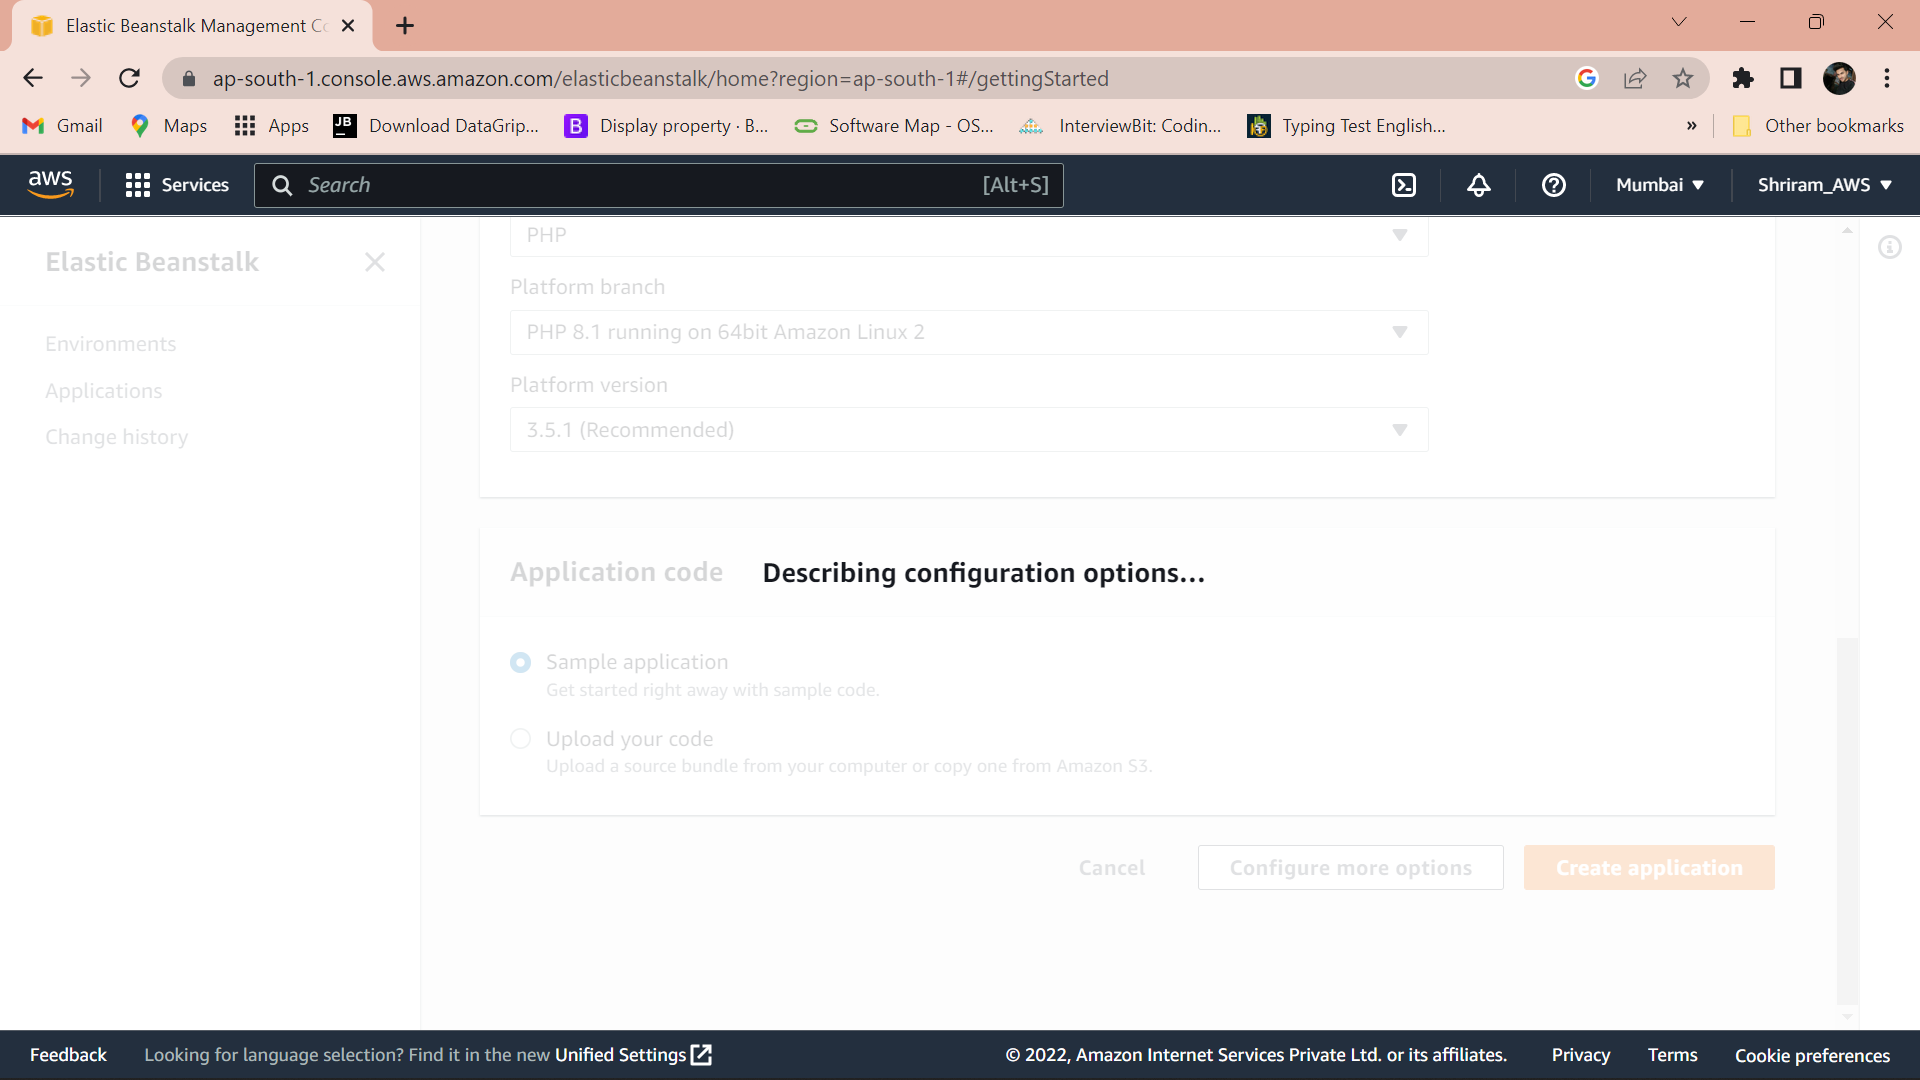 Elastic Beanstalk Management Co
ap-south-1.console.aws.amazon.com/elasticbeanstalk/home?region=ap-south-1#/gettingStarted
Gmail Maps Apps JB Download DataGrip... B Display property · B... Software Map - OS... InterviewBit: Codin... Typing Test English... » Other bookmarks
aws Services Search [Alt+S] Mumbai Shriram_AWS
Elastic Beanstalk
Environments
Applications
Change history
PHP
Platform branch
PHP 8.1 running on 64bit Amazon Linux 2
Platform version
3.5.1 (Recommended)
Application code
Describing configuration options...
Sample application
Get started right away with sample code.
Upload your code
Upload a source bundle from your computer or copy one from Amazon S3.
Cancel Configure more options Create application
Feedback Looking for language selection? Find it in the new Unified Settings © 2022, Amazon Internet Services Private Ltd. or its affiliates. Privacy Terms Cookie preferences